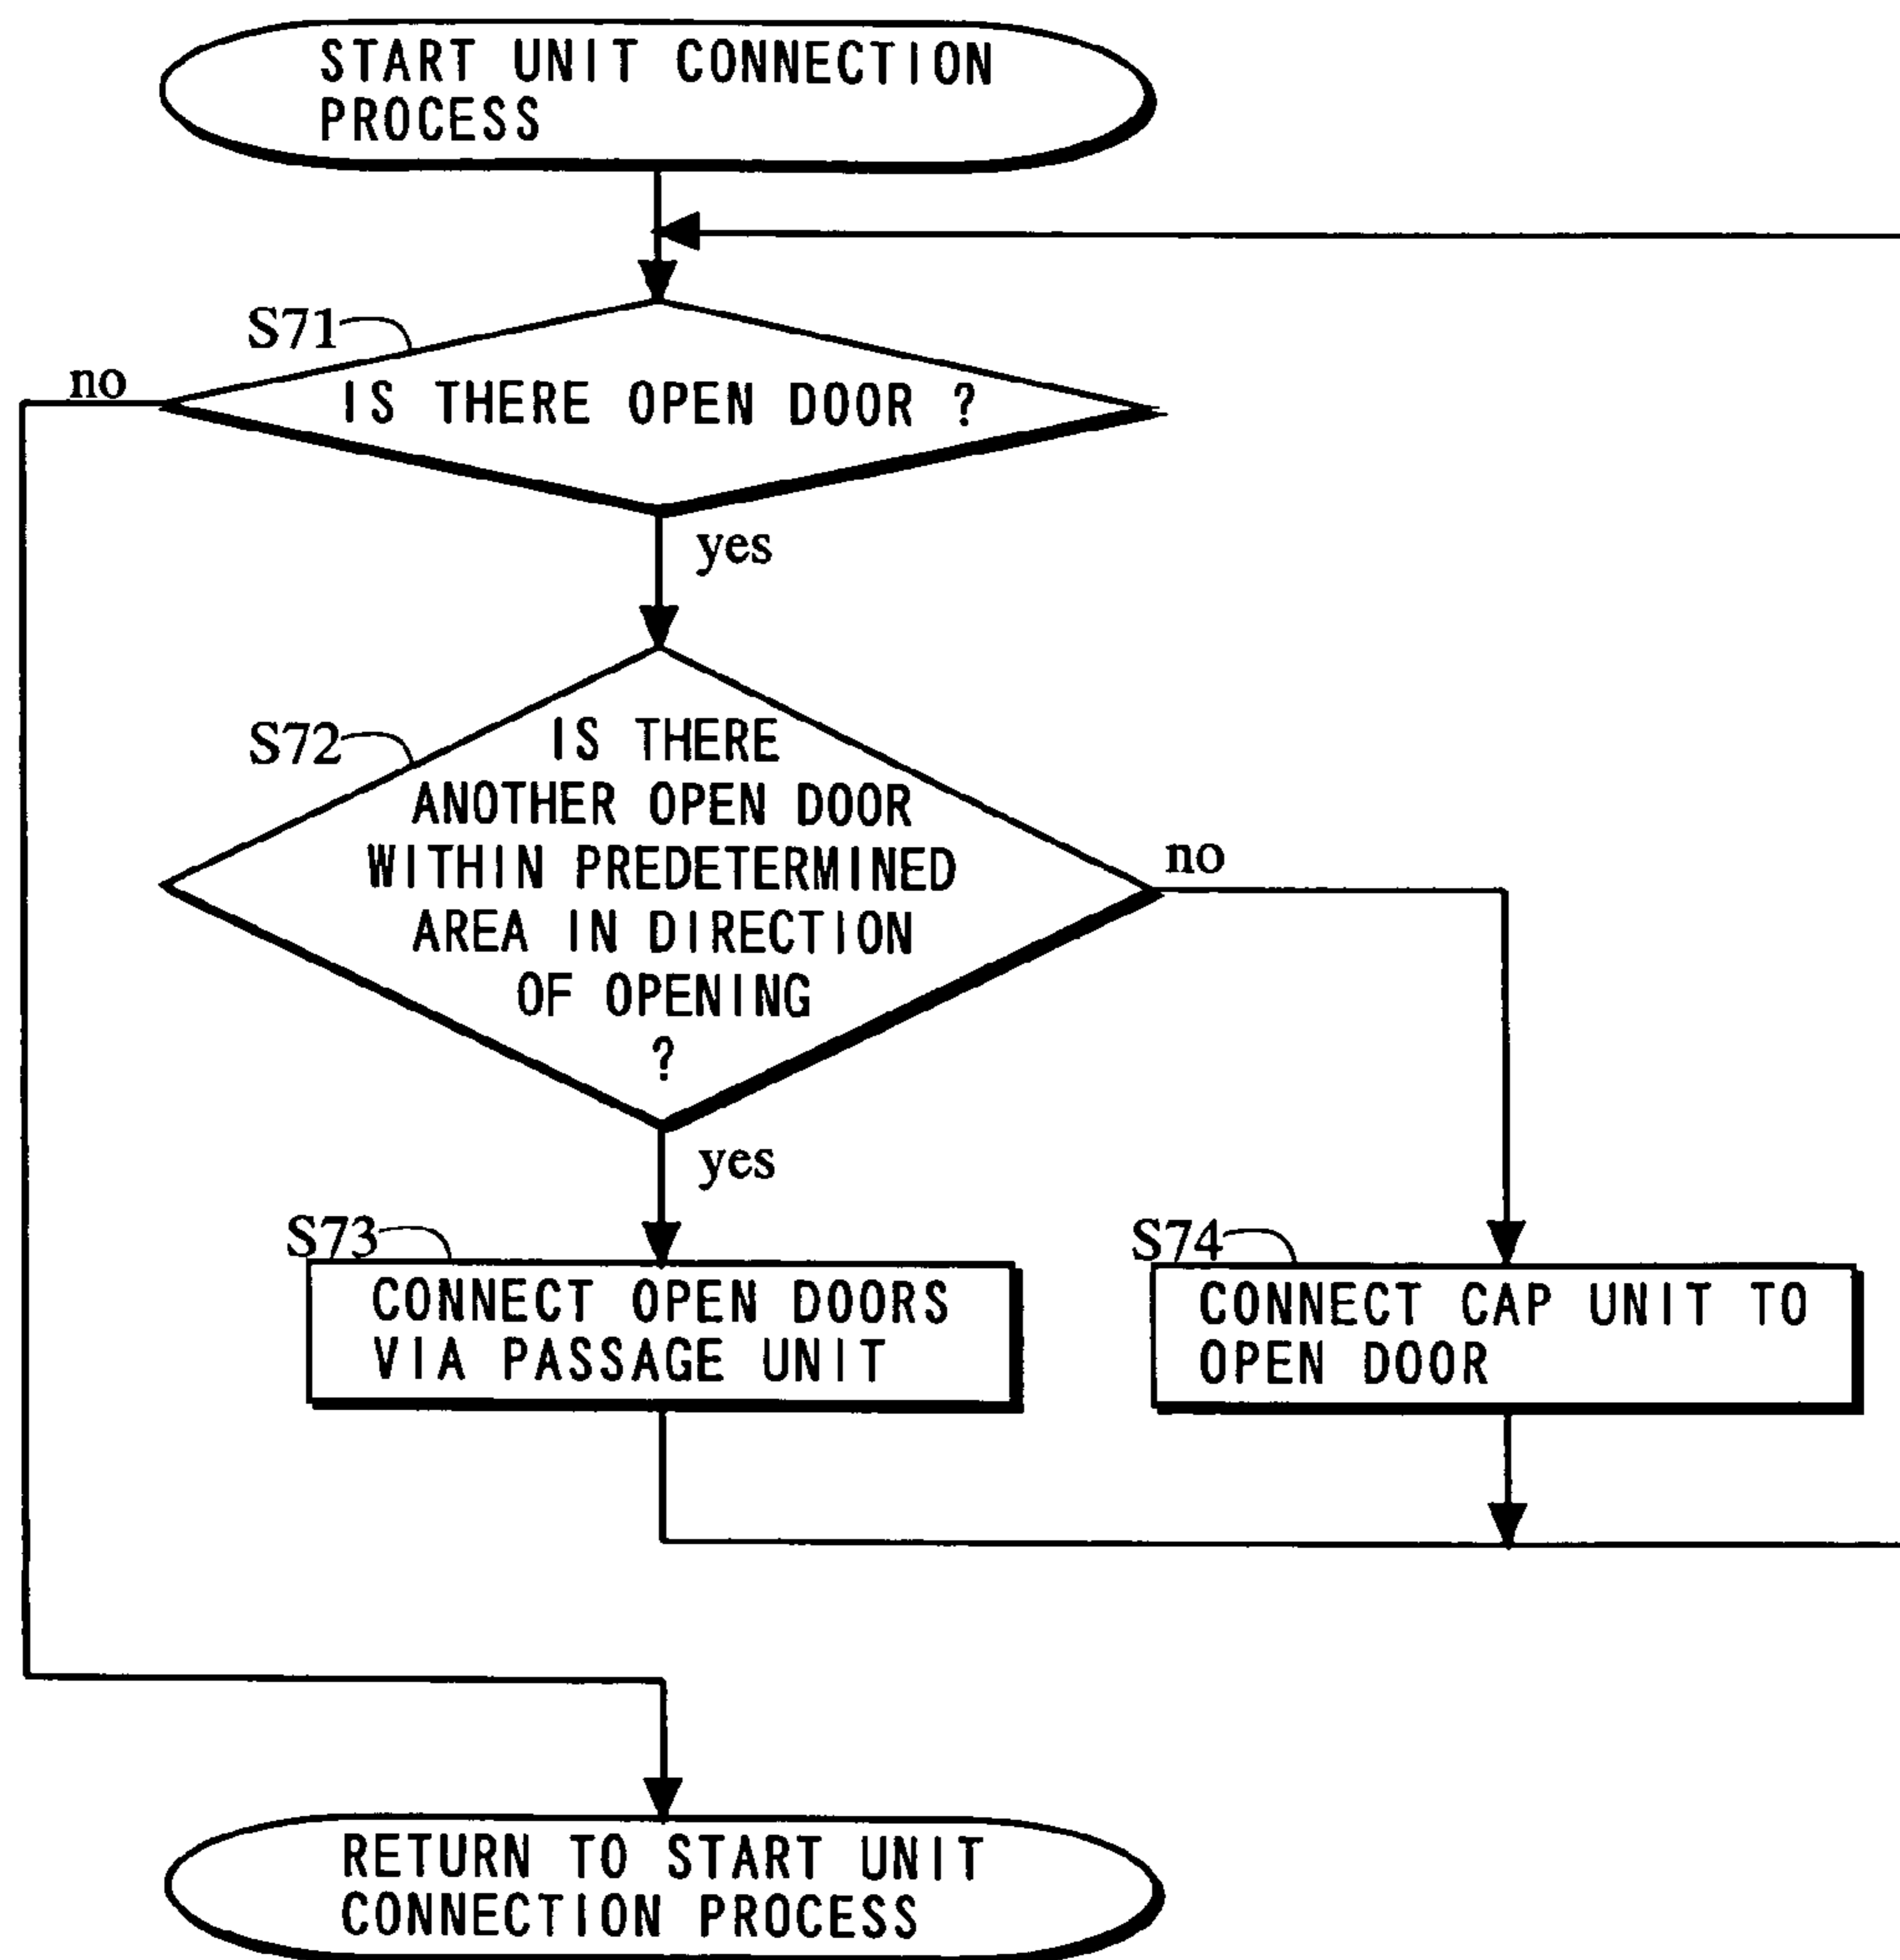 START UNIT CONNECTION
PROCESS
S71
no
IS THERE OPEN DOOR ?
yes
S72
IS THERE
ANOTHER OPEN DOOR
WITHIN PREDETERMINED
AREA IN DIRECTION
OF OPENING
?
no
yes
S73
CONNECT OPEN DOORS
VIA PASSAGE UNIT
S74
CONNECT CAP UNIT TO
OPEN DOOR
RETURN TO START UNIT
CONNECTION PROCESS